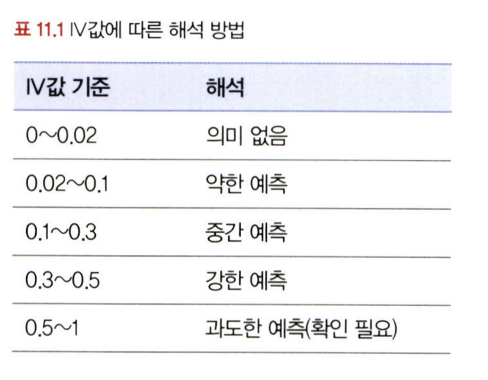 표 11.1 IV값에 따른 해석 방법
IV값 기준 해석
0~0.02 의미 없음
0.02~0.1 약한 예측
0.1~0.3 중간 예측
0.3~0.5 강한 예측
0.5~1 과도한 예측(확인 필요)